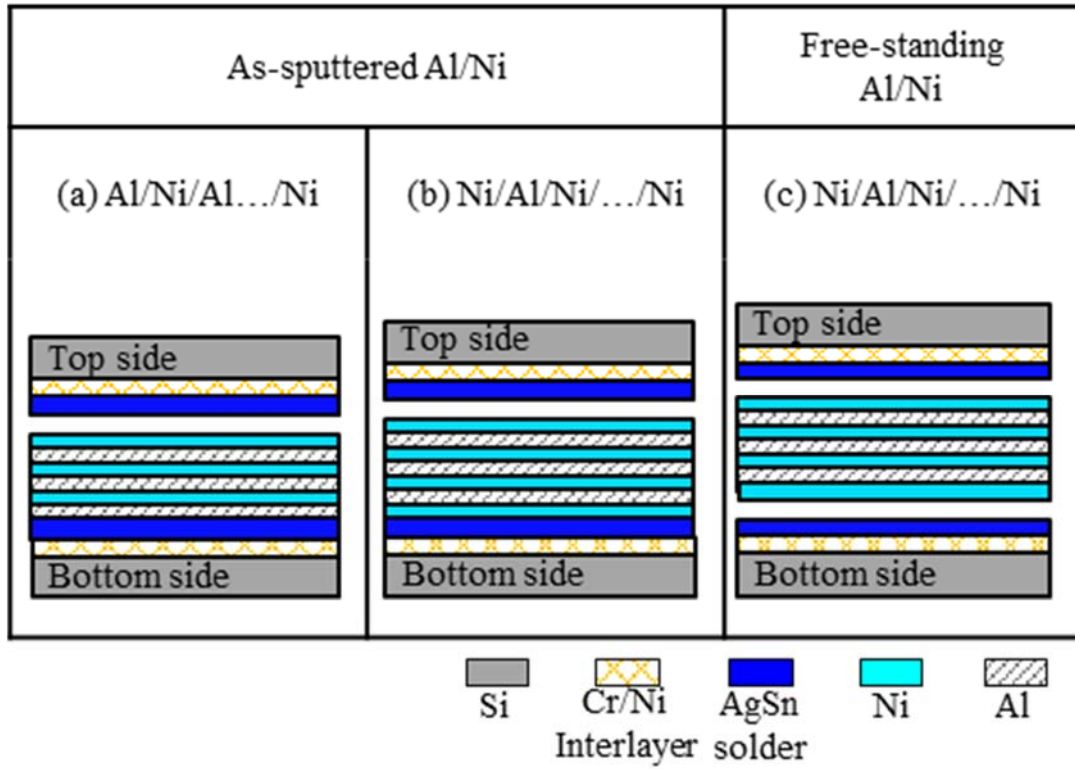 As-sputtered Al/Ni
Free-standing
Al/Ni
(a) Al/Ni/Al…/Ni
(b) Ni/Al/Ni/…/Ni
(c) Ni/Al/Ni/…/Ni
Top side
Top side
Top side
Bottom side
Bottom side
Bottom side
Si
Cr/Ni
Interlayer
AgSn
solder
Ni
Al